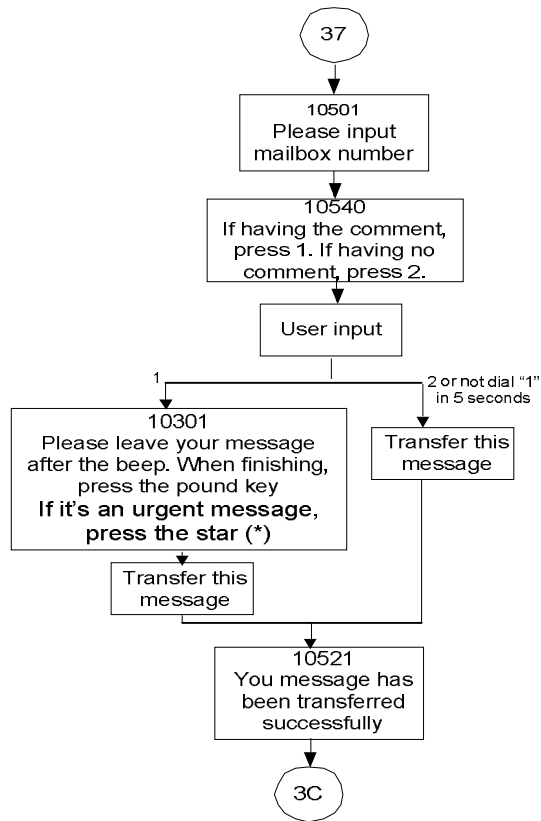 37
10501
Please input
mailbox number
10540
If having the comment,
press 1. If having no
comment, press 2.
User input
1
2 or not dial “1”
in 5 seconds
10301
Please leave your message
after the beep. When finishing,
press the pound key
If it’s an urgent message,
press the star (*)
Transfer this
message
Transfer this
message
10521
You message has
been transferred
successfully
3C